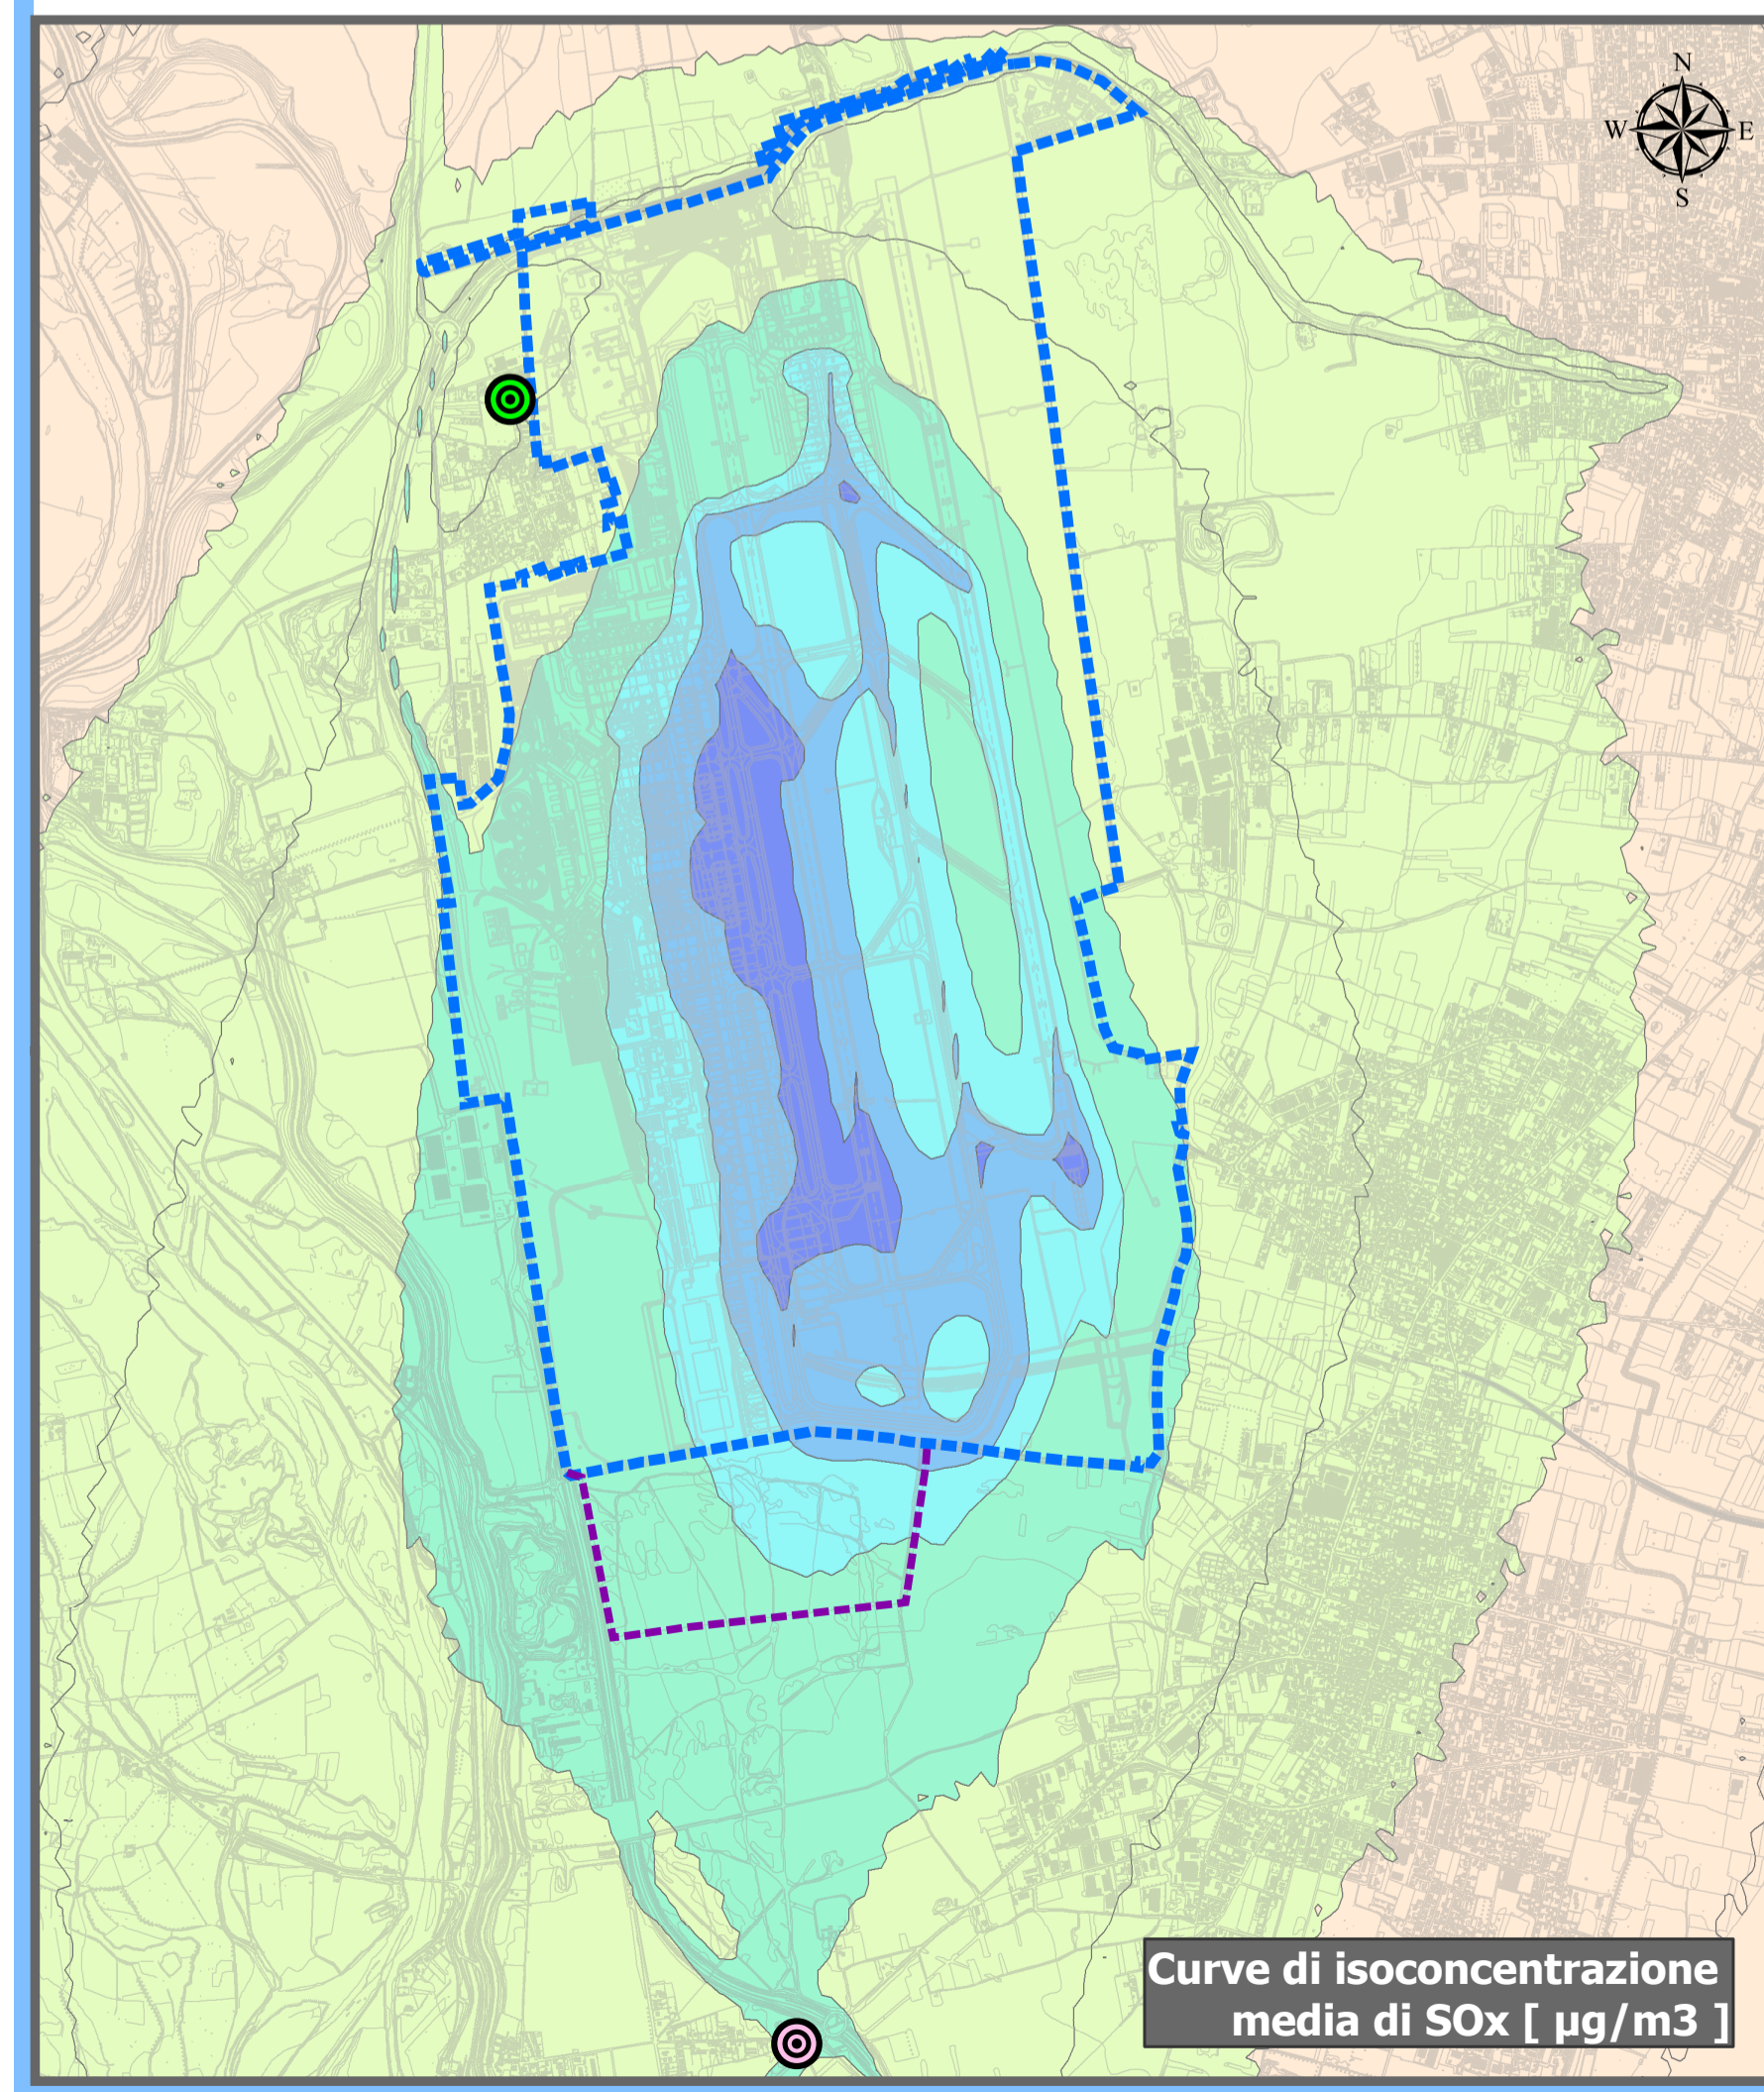 N
W E
S
Curve di isoconcentrazione
media di SOx [ µg/m3 ]